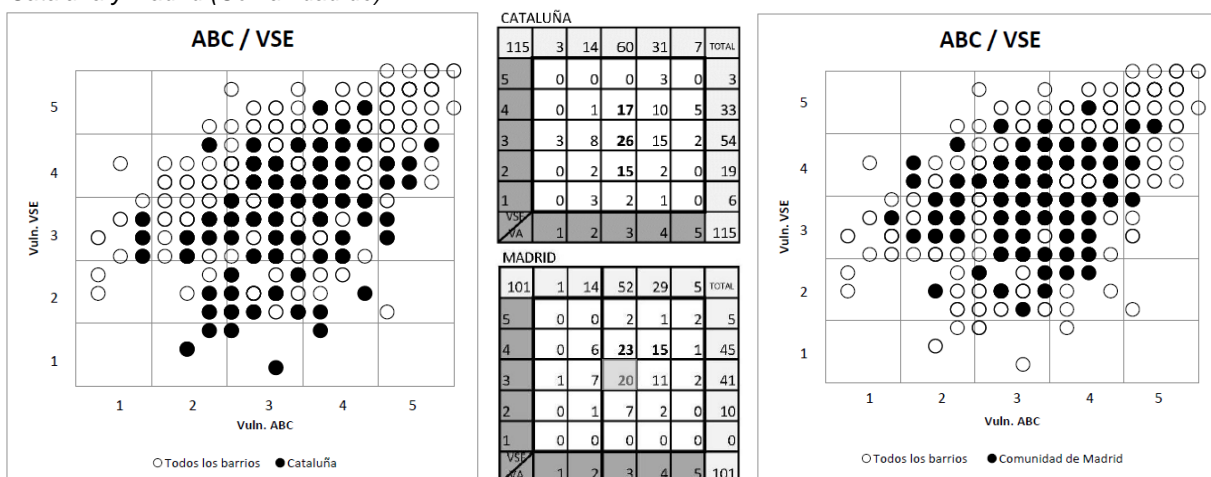 Cataluña y Madrid (Comunidad de)
ABC / VSE
5
4
3
2
1
Vuln. VSE
1 2 3 4 5
Vuln. ABC
Todos los barrios Cataluña
CATALUÑA
115 3 14 60 31 7 TOTAL
5 0 0 0 3 0 3
4 0 1 17 10 5 33
3 3 8 26 15 2 54
2 0 2 15 2 0 19
1 0 3 2 1 0 6
VSE
VA 1 2 3 4 5 115
MADRID
101 1 14 52 29 5 TOTAL
5 0 0 2 1 2 5
4 0 6 23 15 1 45
3 1 7 20 11 2 41
2 0 1 7 2 0 10
1 0 0 0 0 0 0
VSE
VA 1 2 3 4 5 101
ABC / VSE
5
4
3
2
1
Vuln. VSE
1 2 3 4 5
Vuln. ABC
Todos los barrios Comunidad de Madrid